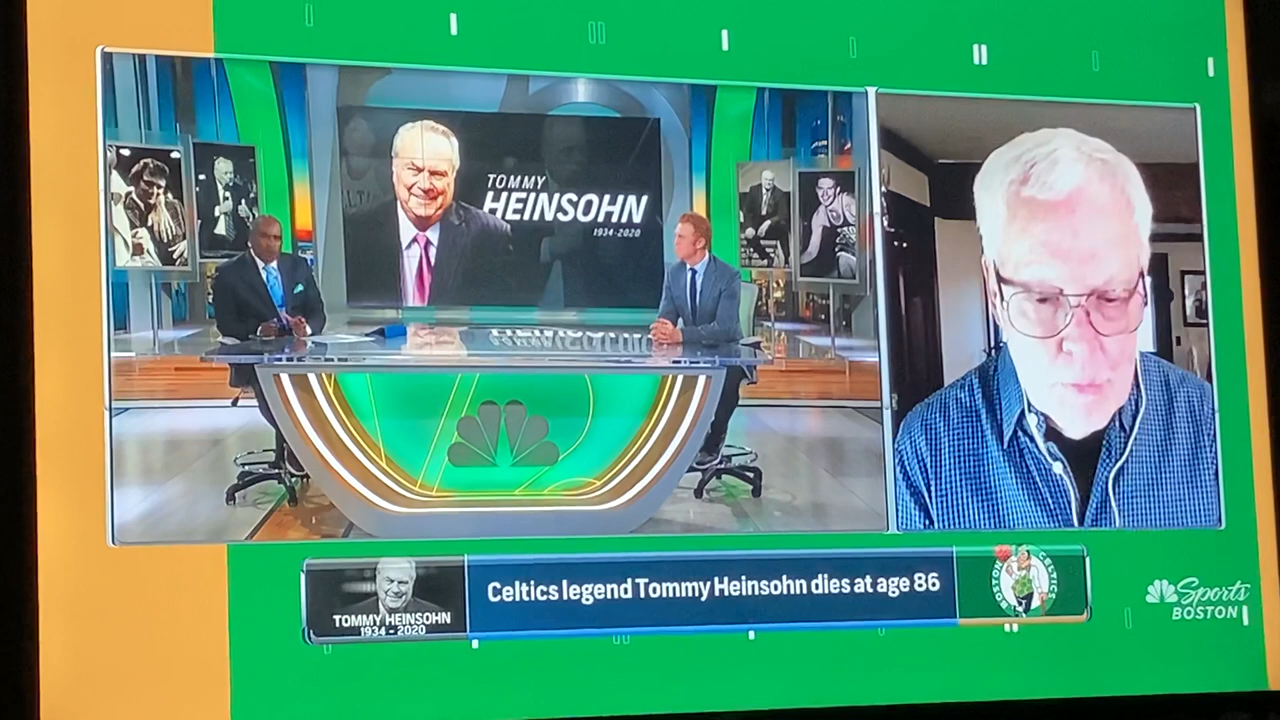 TOMMY
HEINSOHN
1934-2020
TOMMY HEINSOHN
1934 - 2020
Celtics legend Tommy Heinsohn dies at age 86
BOSTON
CELTICS
Sports
BOSTON